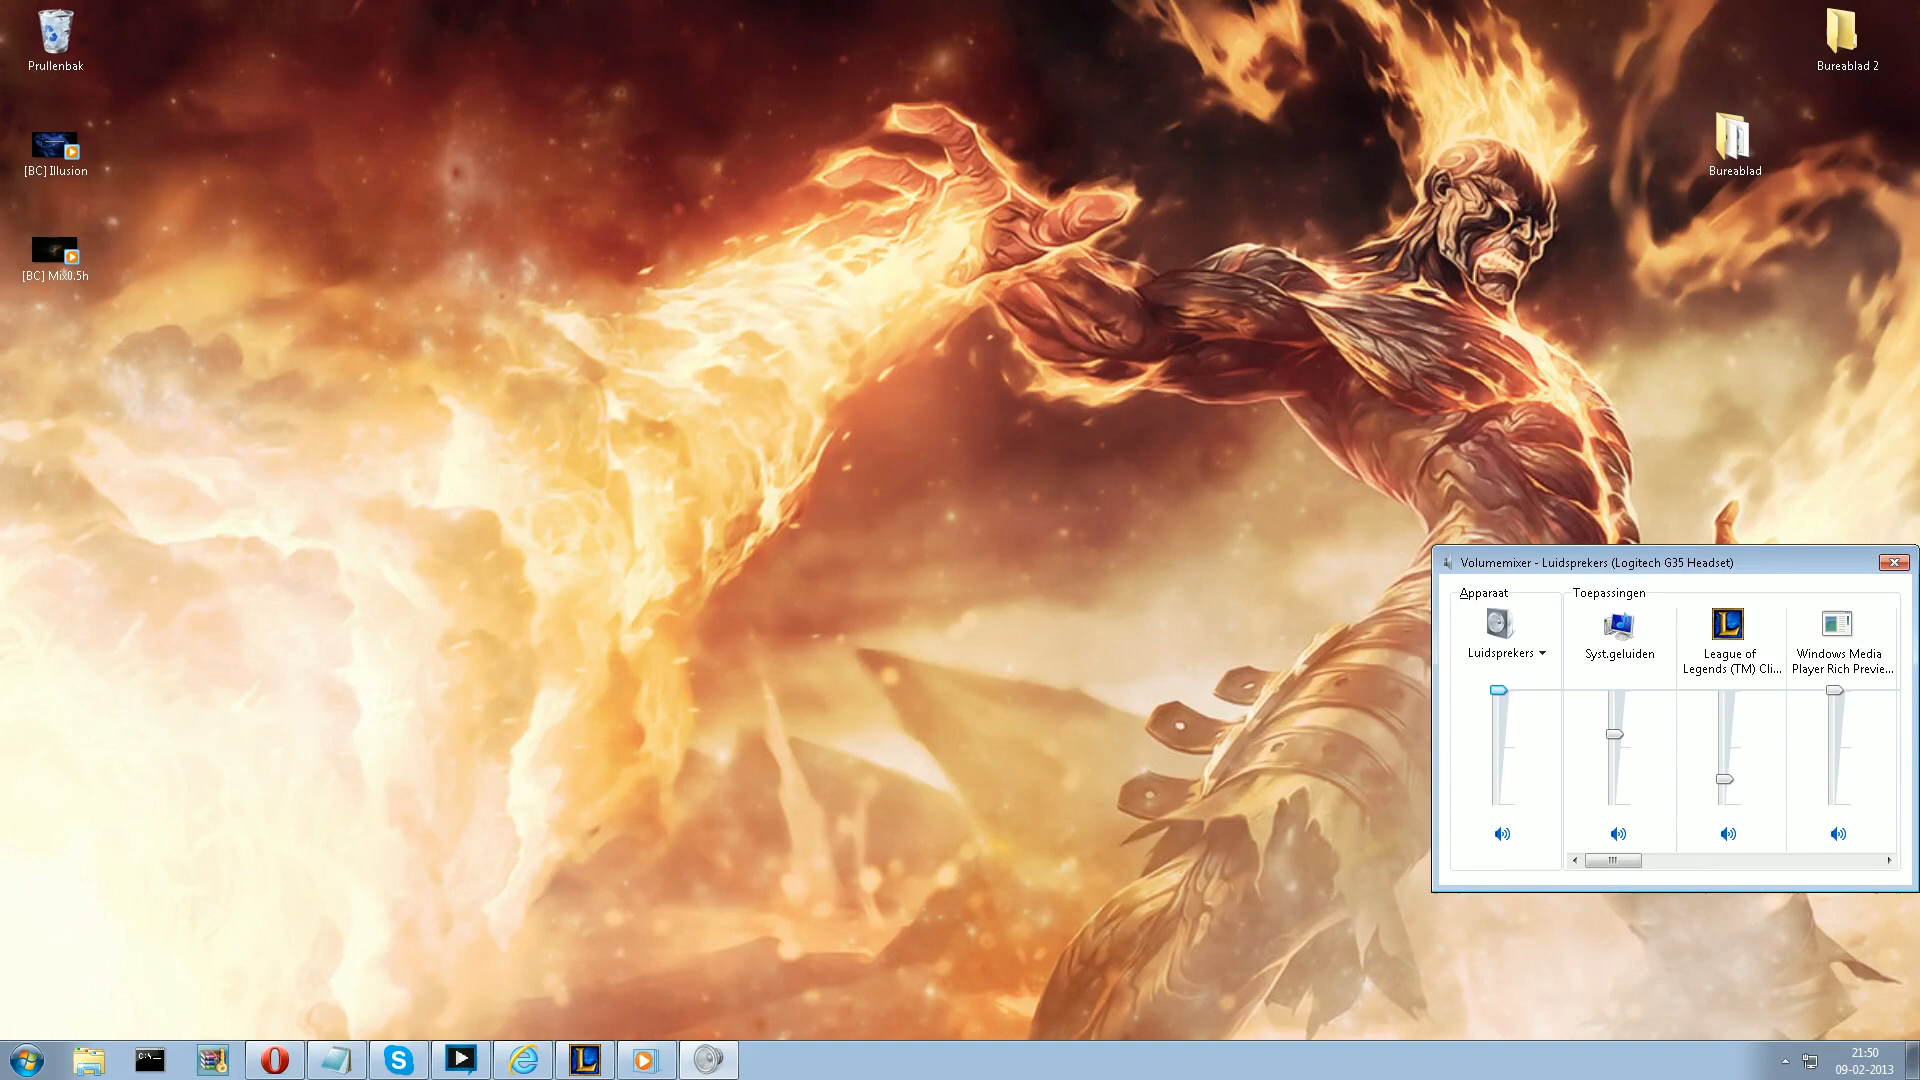 Prullenbak
[BC] Illusion
[BC] Mix0.5h
Bureablad 2
Bureablad
Volumemixer - Luidsprekers (Logitech G35 Headset)
Apparaat
Toepassingen
Luidsprekers
Syst.geluiden
League of
Legends (TM) Cli...
Windows Media
Player Rich Previe...
C:\_
L
L
S
21:50
09-02-2013